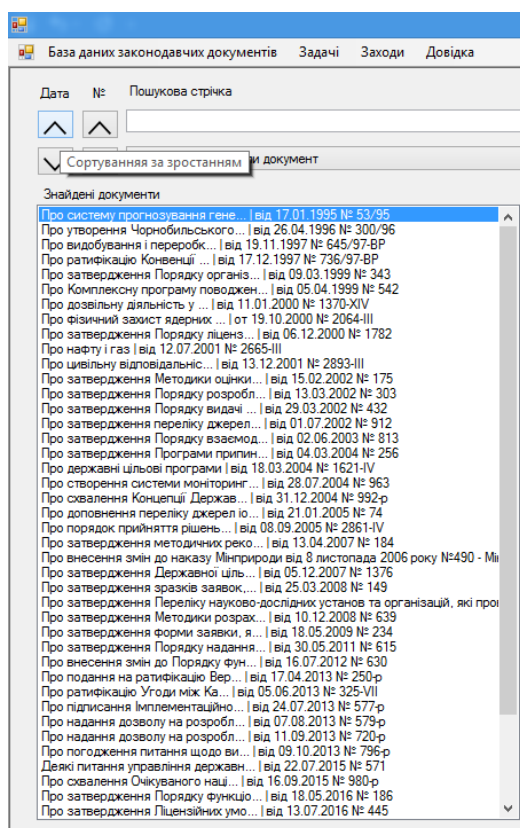 База даних законодавчих документів Задачі Заходи Довідка
Дата № Пошукова стрічка
Сортуванняя за зростанням
и документ
Знайдені документи
Про систему прогнозування гене... | від 17.01.1995 № 53/95
Про утворення Чорнобильського... | від 26.04.1996 № 300/96
Про видобування і переробк... | від 19.11.1997 № 645/97-ВР
Про ратифікацію Конвенції ... | від 17.12.1997 № 736/97-ВР
Про затвердження Порядку організ... | від 09.03.1999 № 343
Про Комплексну програму поводжен... | від 05.04.1999 № 542
Про дозвільну діяльність у ... | від 11.01.2000 № 1370-XIV
Про фізичний захист ядерних ... | от 19.10.2000 № 2064-III
Про затвердження Порядку ліценз... | від 06.12.2000 № 1782
Про нафту і газ | від 12.07.2001 № 2665-III
Про цивільну відповідальніс... | від 13.12.2001 № 2893-III
Про затвердження Методики оцінки... | від 15.02.2002 № 175
Про затвердження Порядку розробл... | від 13.03.2002 № 303
Про затвердження Порядку видачі ... | від 29.03.2002 № 432
Про затвердження переліку джерел... | від 01.07.2002 № 912
Про затвердження Порядку взаємод... | від 02.06.2003 № 813
Про затвердження Програми припин... | від 04.03.2004 № 256
Про державні цільові програми | від 18.03.2004 № 1621-IV
Про створення системи моніторинг... | від 28.07.2004 № 963
Про схвалення Концепції Держав... | від 31.12.2004 № 992-р
Про доповнення переліку джерел іо... | від 21.01.2005 № 74
Про порядок прийняття рішень... | від 08.09.2005 № 2861-IV
Про затвердження методичних реко... | від 13.04.2007 № 184
Про внесення змін до наказу Мінприроди від 8 листопада 2006 року №490 - Мі
Про затвердження Державної ціль... | від 05.12.2007 № 1376
Про затвердження зразків заявок,... | від 25.03.2008 № 149
Про затвердження Переліку науково-дослідних установ та організацій, які про
Про затвердження Методики розрах... | від 10.12.2008 № 639
Про затвердження форми заявки, я... | від 18.05.2009 № 234
Про затвердження Порядку надання... | від 30.05.2011 № 615
Про внесення змін до Порядку фун... | від 16.07.2012 № 630
Про подання на ратифікацію Вер... | від 17.04.2013 № 250-р
Про ратифікацію Угоди між Ка... | від 05.06.2013 № 325-VII
Про підписання Імплементаційно... | від 24.07.2013 № 577-р
Про надання дозволу на розробл... | від 07.08.2013 № 579-р
Про надання дозволу на розробл... | від 11.09.2013 № 720-р
Про погодження питання щодо ви... | від 09.10.2013 № 796-р
Деякі питання управління державн... | від 22.07.2015 № 571
Про схвалення Очікуваного наці... | від 16.09.2015 № 980-р
Про затвердження Порядку функціо... | від 18.05.2016 № 186
Про затвердження Ліцензійних умо... | від 13.07.2016 № 445